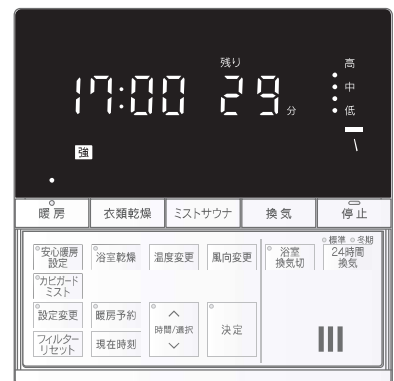 残り 高
17:00 29分 中
低
強
暖房 衣類乾燥 ミストサウナ 換気 停止
標準 冬期
安心暖房
設定
浴室乾燥 温度変更 風向変更
浴室
換気切
24時間
換気
カビガード
ミスト
設定変更 暖房予約
時間/選択
決定
フィルター
リセット
現在時刻